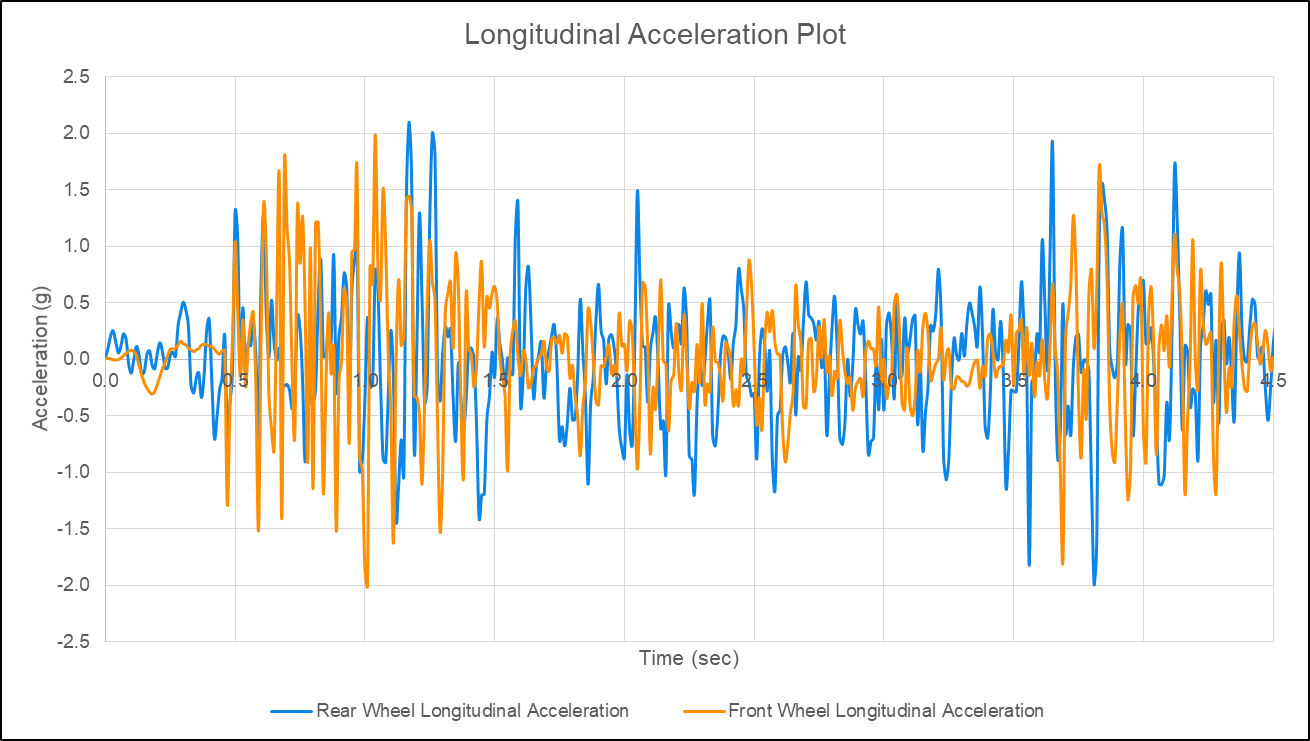 Longitudinal Acceleration Plot
2.5
2.0
1.5
1.0
0.5
0.0
-0.5
-1.0
-1.5
-2.0
-2.5
Acceleration (g)
0.0 0.5 1.0 1.5 2.0 2.5 3.0 3.5 4.0 4.5
Time (sec)
Rear Wheel Longitudinal Acceleration Front Wheel Longitudinal Acceleration